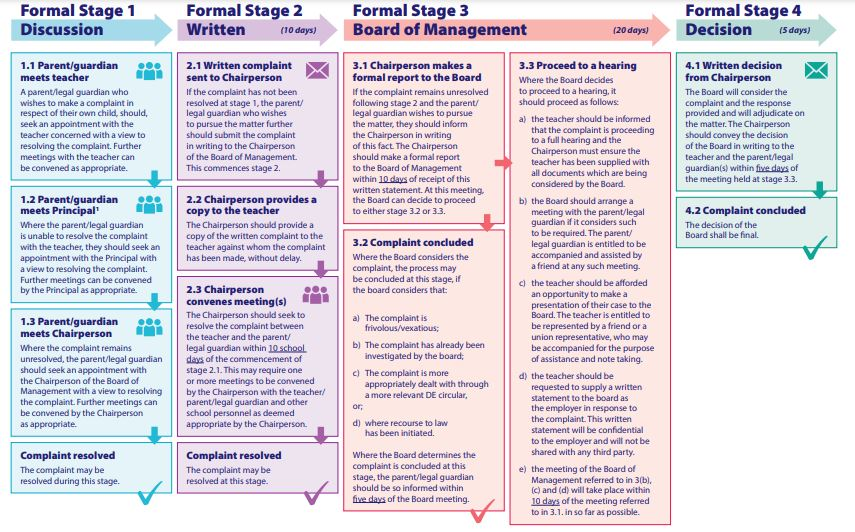 Formal Stage 1
Discussion
1.1 Parent/guardian
meets teacher
A parent/legal guardian who
wishes to make a complaint in
respect of their own child, should,
seek an appointment with the
teacher concerned with a view to
resolving the complaint. Further
meetings with the teacher can
be convened as appropriate.
1.2 Parent/guardian
meets Principal¹
Where the parent/legal guardian
is unable to resolve the complaint
with the teacher, they should seek an
appointment with the Principal with
a view to resolving the complaint.
Further meetings can be convened
by the Principal as appropriate.
1.3 Parent/guardian
meets Chairperson
Where the complaint remains
unresolved, the parent/legal guardian
should seek an appointment with
the Chairperson of the Board of
Management with a view to resolving
the complaint. Further meetings can
be convened by the Chairperson
as appropriate.
Complaint resolved
The complaint may be
resolved during this stage.
Formal Stage 2
Written (10 days)
2.1 Written complaint
sent to Chairperson
If the complaint has not been
resolved at stage 1, the parent/
legal guardian who wishes
to pursue the matter further
should submit the complaint
in writing to the Chairperson
of the Board of Management.
This commences stage 2.
2.2 Chairperson provides a
copy to the teacher
The Chairperson should provide a
copy of the written complaint to the
teacher against whom the complaint
has been made, without delay.
2.3 Chairperson
convenes meeting(s)
The Chairperson should seek to
resolve the complaint between
the teacher and the parent/
legal guardian within 10 school
days of the commencement of
stage 2.1. This may require one
or more meetings to be convened
by the Chairperson with the teacher/
parent/legal guardian and other
school personnel as deemed
appropriate by the Chairperson.
Complaint resolved
The complaint may be
resolved at this stage.
Formal Stage 3
Board of Management (20 days)
3.1 Chairperson makes a
formal report to the Board
If the complaint remains unresolved
following stage 2 and the parent/
legal guardian wishes to pursue
the matter, they should inform
the Chairperson in writing
of this fact. The Chairperson
should make a formal report
to the Board of Management
within 10 days of receipt of this
written statement. At this meeting,
the Board can decide to proceed
to either stage 3.2 or 3.3.
3.2 Complaint concluded
Where the Board considers the
complaint, the process may
be concluded at this stage, if
the board considers that:
a) The complaint is
frivolous/vexatious;
b) The complaint has already been
investigated by the board;
c) The complaint is more
appropriately dealt with through
a more relevant DE circular,
or;
d) where recourse to law
has been initiated.
Where the Board determines the
complaint is concluded at this
stage, the parent/legal guardian
should be so informed within
five days of the Board meeting.
3.3 Proceed to a hearing
Where the Board decides
to proceed to a hearing, it
should proceed as follows:
a) the teacher should be informed
that the complaint is proceeding
to a full hearing and the
Chairperson must ensure the
teacher has been supplied with
all documents which are being
considered by the Board.
b) the Board should arrange a
meeting with the parent/legal
guardian if it considers such
to be required. The parent/
legal guardian is entitled to be
accompanied and assisted by
a friend at any such meeting.
c) the teacher should be afforded
an opportunity to make a
presentation of their case to the
Board. The teacher is entitled to
be represented by a friend or a
union representative, who may
be accompanied for the purpose
of assistance and note taking.
d) the teacher should be
requested to supply a written
statement to the board as
the employer in response to
the complaint. This written
statement will be confidential
to the employer and will not be
shared with any third party.
e) the meeting of the Board of
Management referred to in 3(b),
(c) and (d) will take place within
10 days of the meeting referred
to in 3.1. in so far as possible.
Formal Stage 4
Decision (5 days)
4.1 Written decision
from Chairperson
The Board will consider the
complaint and the response
provided and will adjudicate on
the matter. The Chairperson
should convey the decision
of the Board in writing to the
teacher and the parent/legal
guardian(s) within five days of
the meeting held at stage 3.3.
4.2 Complaint concluded
The decision of the
Board shall be final.